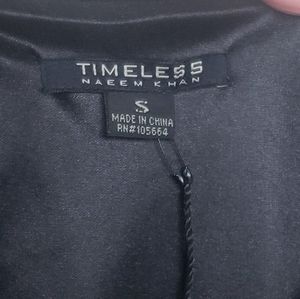 TIMELESS
NAEEM KHAN
S
MADE IN CHINA
RN#105664